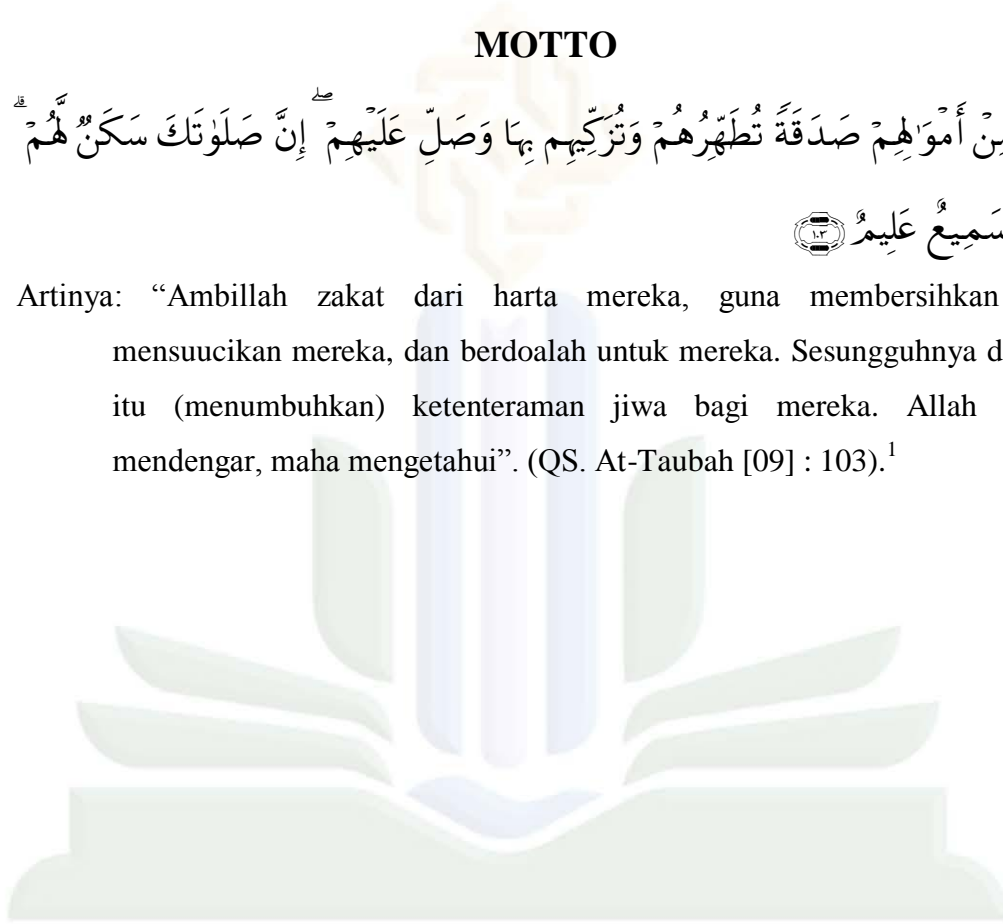 MOTTO
مِنْ أَمْوَٰلِهِمْ صَدَقَةً تُطَهِّرُهُمْ وَتُزَكِّيهِم بِهَا وَصَلِّ عَلَيْهِمْ ۖ إِنَّ صَلَوٰتَكَ سَكَنٌ لَّهُمْ ۗ
سَمِيعٌ عَلِيمٌ ١٠٣
Artinya: “Ambillah zakat dari harta mereka, guna membersihkan
mensuucikan mereka, dan berdoalah untuk mereka. Sesungguhnya d
itu (menumbuhkan) ketenteraman jiwa bagi mereka. Allah
mendengar, maha mengetahui”. (QS. At-Taubah [09] : 103).1